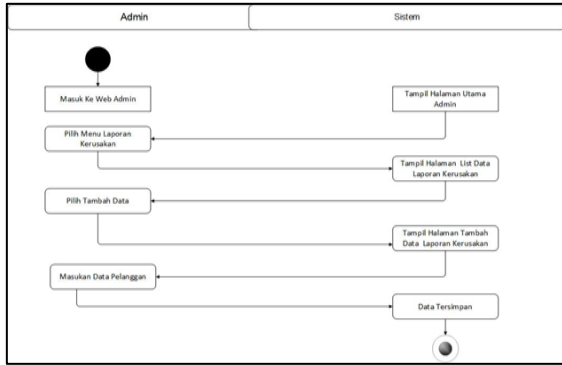 Admin
Sistem
Masuk Ke Web Admin
Tampil Halaman Utama
Admin
Pilih Menu Laporan
Kerusakan
Tampil Halaman List Data
Laporan Kerusakan
Pilih Tambah Data
Tampil Halaman Tambah
Data Laporan Kerusakan
Masukan Data Pelanggan
Data Tersimpan